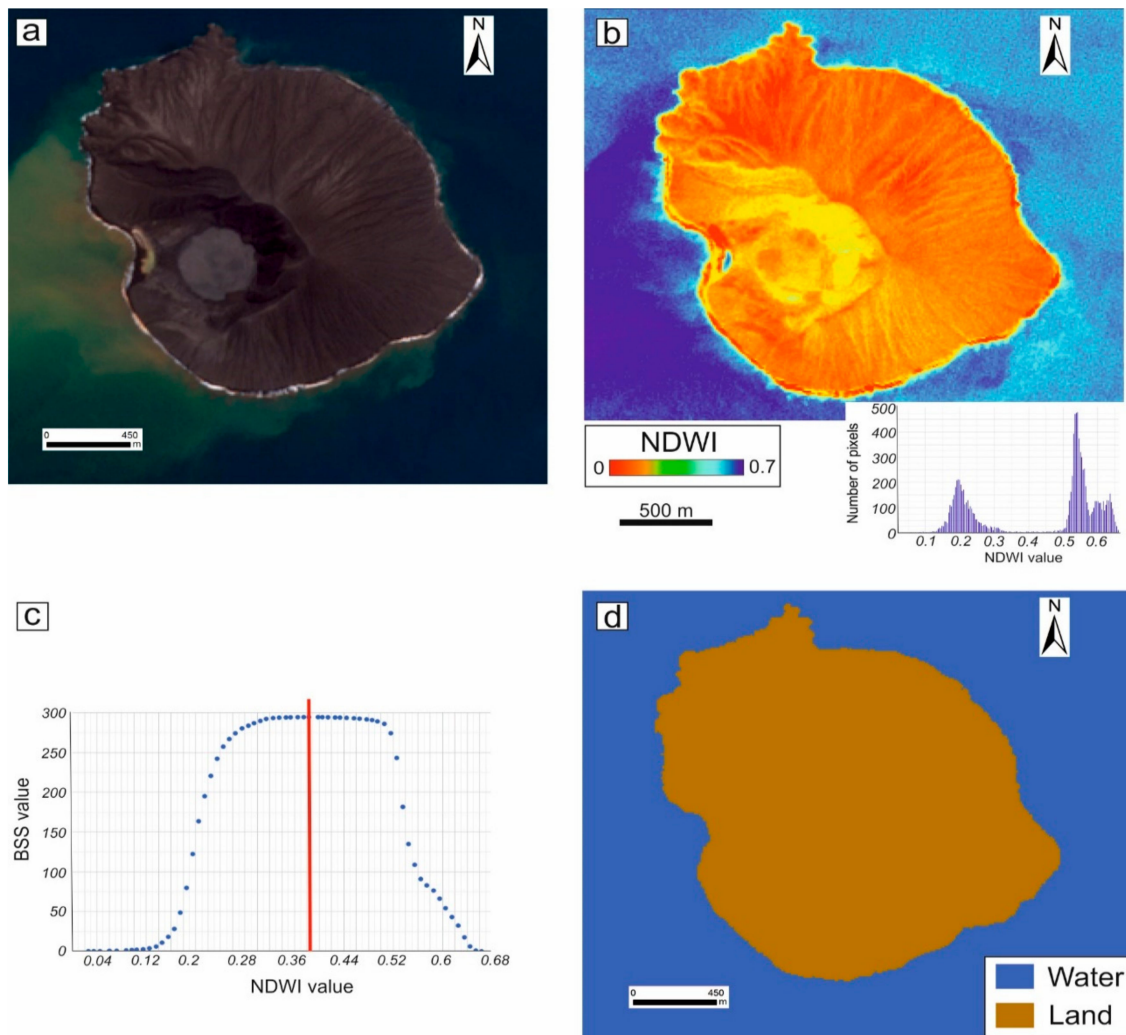 a
N
0 450
m
b
N
NDWI
0 0.7
500 m
Number of pixels
500
400
300
200
100
0
0.1 0.2 0.3 0.4 0.5 0.6
NDWI value
c
BSS value
300
250
200
150
100
50
0
0.04 0.12 0.2 0.28 0.36 0.44 0.52 0.6 0.68
NDWI value
d
N
0 450
m
Water
Land